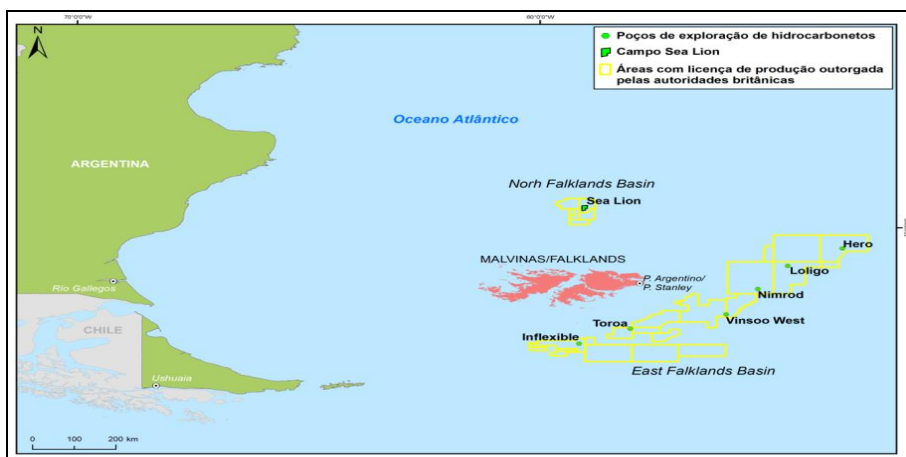 70°0'0"W
60°0'0"W
N
Poços de exploração de hidrocarbonetos
Campo Sea Lion
Áreas com licença de produção outorgada
pelas autoridades britânicas
Oceano Atlântico
ARGENTINA
Norh Falklands Basin
Sea Lion
Hero
MALVINAS/FALKLANDS
Loligo
Rio Gallegos
P. Argentino/
P. Stanley
Nimrod
CHILE
Vinsoo West
Toroa
Inflexible
East Falklands Basin
Ushuaia
0 100 200 km